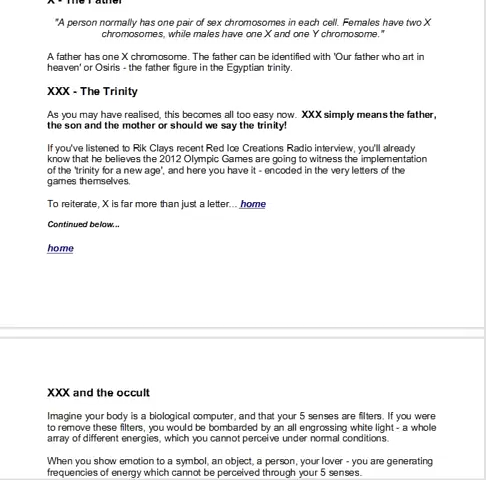 X - The Father
"A person normally has one pair of sex chromosomes in each cell. Females have two X
chromosomes, while males have one X and one Y chromosome."
A father has one X chromosome. The father can be identified with 'Our father who art in
heaven' or Osiris - the father figure in the Egyptian trinity.
XXX - The Trinity
As you may have realised, this becomes all too easy now. XXX simply means the father,
the son and the mother or should we say the trinity!
If you've listened to Rik Clays recent Red Ice Creations Radio interview, you'll already
know that he believes the 2012 Olympic Games are going to witness the implementation
of the 'trinity for a new age', and here you have it - encoded in the very letters of the
games themselves.
To reiterate, X is far more than just a letter... home
Continued below...
home
XXX and the occult
Imagine your body is a biological computer, and that your 5 senses are filters. If you were
to remove these filters, you would be bombarded by an all engrossing white light - a whole
array of different energies, which you cannot perceive under normal conditions.
When you show emotion to a symbol, an object, a person, your lover - you are generating
frequencies of energy which cannot be perceived through your 5 senses.